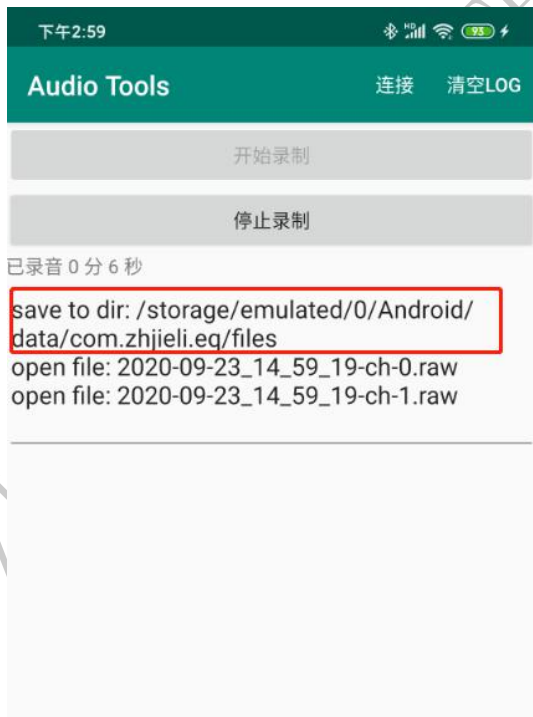 下午2:59
HD
93
Audio Tools
连接
清空LOG
开始录制
停止录制
已录音 0 分 6 秒
save to dir: /storage/emulated/0/Android/
data/com.zhjieli.eq/files
open file: 2020-09-23_14_59_19-ch-0.raw
open file: 2020-09-23_14_59_19-ch-1.raw